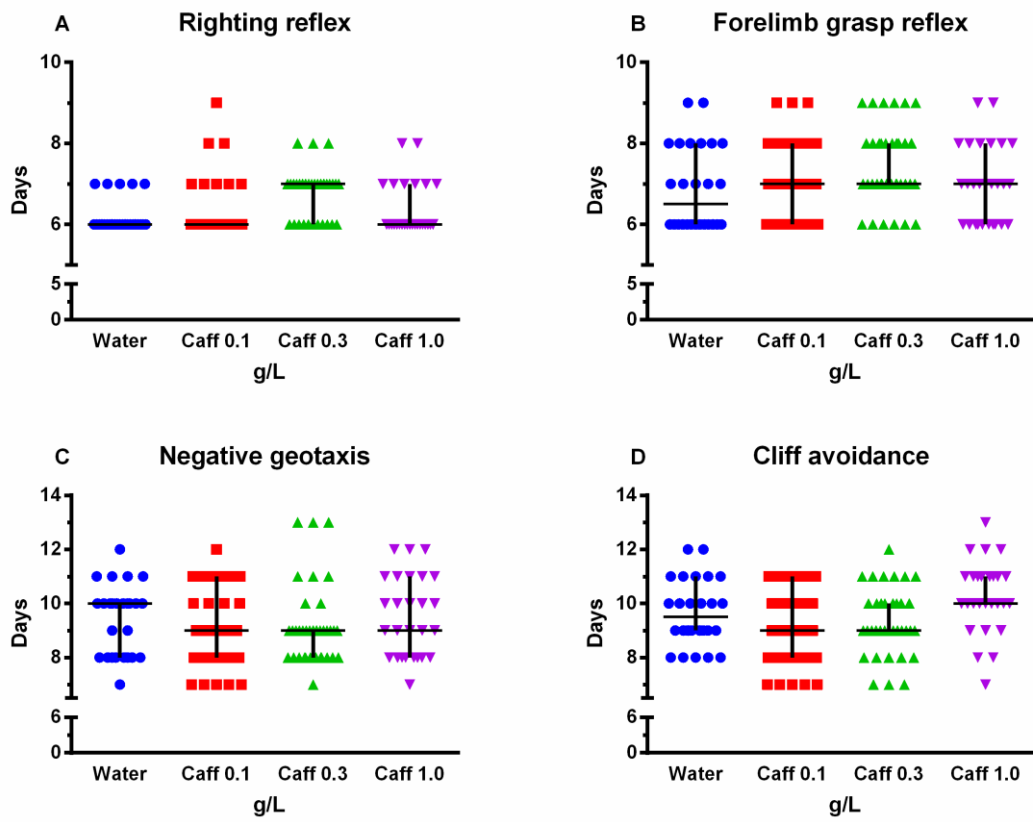 A Righting reflex
Days
10
8
6
5
0
Water Caff 0.1 Caff 0.3 Caff 1.0
g/L
B Forelimb grasp reflex
Days
10
8
6
5
0
Water Caff 0.1 Caff 0.3 Caff 1.0
g/L
C Negative geotaxis
Days
14
12
10
8
6
0
Water Caff 0.1 Caff 0.3 Caff 1.0
g/L
D Cliff avoidance
Days
14
12
10
8
6
0
Water Caff 0.1 Caff 0.3 Caff 1.0
g/L